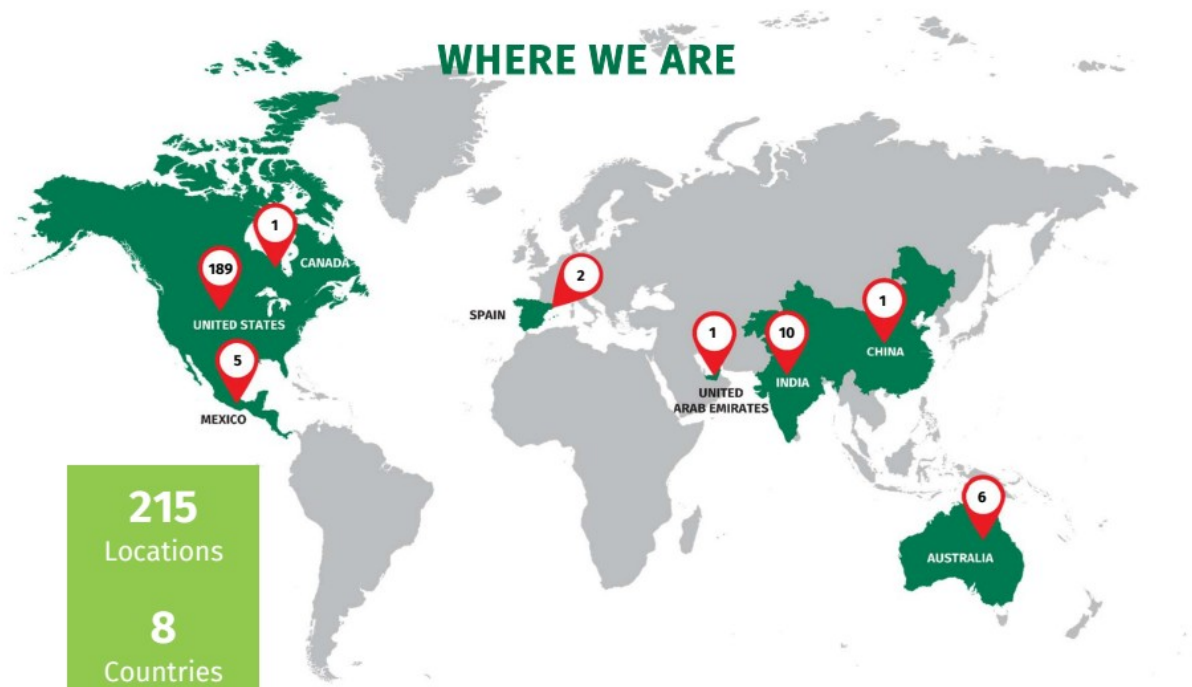 WHERE WE ARE
1
CANADA
189
UNITED STATES
5
MEXICO
2
SPAIN
1
UNITED
ARAB EMIRATES
10
INDIA
1
CHINA
6
AUSTRALIA
215
Locations
8
Countries